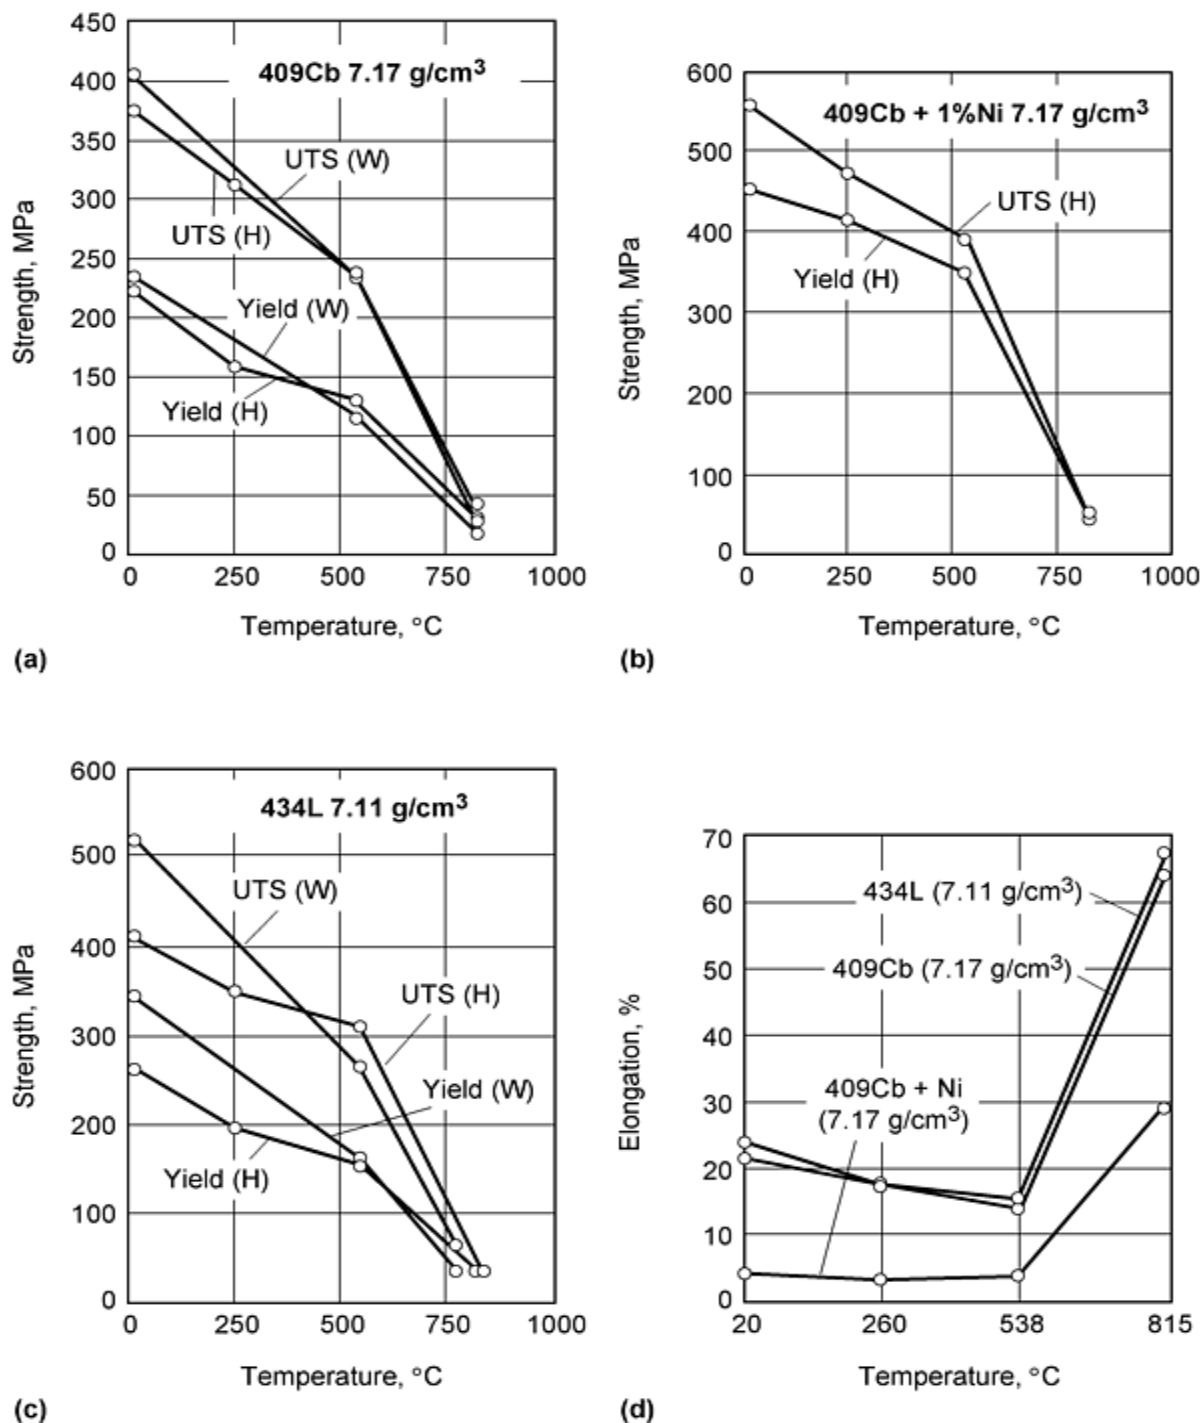 450
400
350
300
250
200
150
100
50
0
Strength, MPa
409Cb 7.17 g/cm³
UTS (W)
UTS (H)
Yield (W)
Yield (H)
0 250 500 750 1000
Temperature, °C
(a)
600
500
400
300
200
100
0
Strength, MPa
409Cb + 1%Ni 7.17 g/cm³
UTS (H)
Yield (H)
0 250 500 750 1000
Temperature, °C
(b)
600
500
400
300
200
100
0
Strength, MPa
434L 7.11 g/cm³
UTS (W)
UTS (H)
Yield (W)
Yield (H)
0 250 500 750 1000
Temperature, °C
(c)
70
60
50
40
30
20
10
0
Elongation, %
434L (7.11 g/cm³)
409Cb (7.17 g/cm³)
409Cb + Ni
(7.17 g/cm³)
20 260 538 815
Temperature, °C
(d)